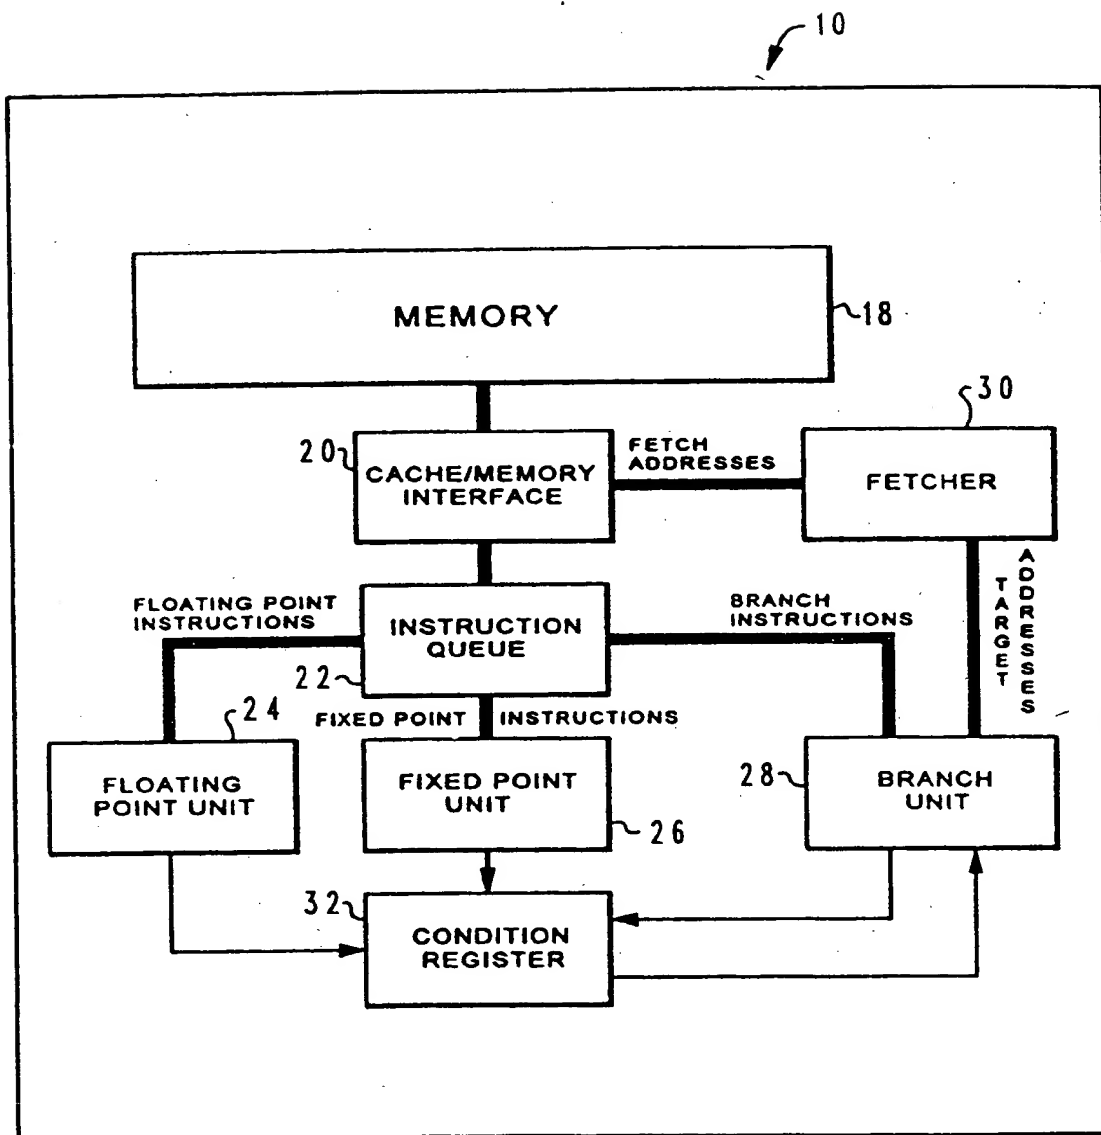 10
MEMORY
18
30
20
CACHE/MEMORY
INTERFACE
FETCH
ADDRESSES
FETCHER
FLOATING POINT
INSTRUCTIONS
INSTRUCTION
QUEUE
BRANCH
INSTRUCTIONS
TARGET
ADDRESSES
22
24
FIXED POINT INSTRUCTIONS
FLOATING
POINT UNIT
FIXED POINT
UNIT
26
28
BRANCH
UNIT
32
CONDITION
REGISTER